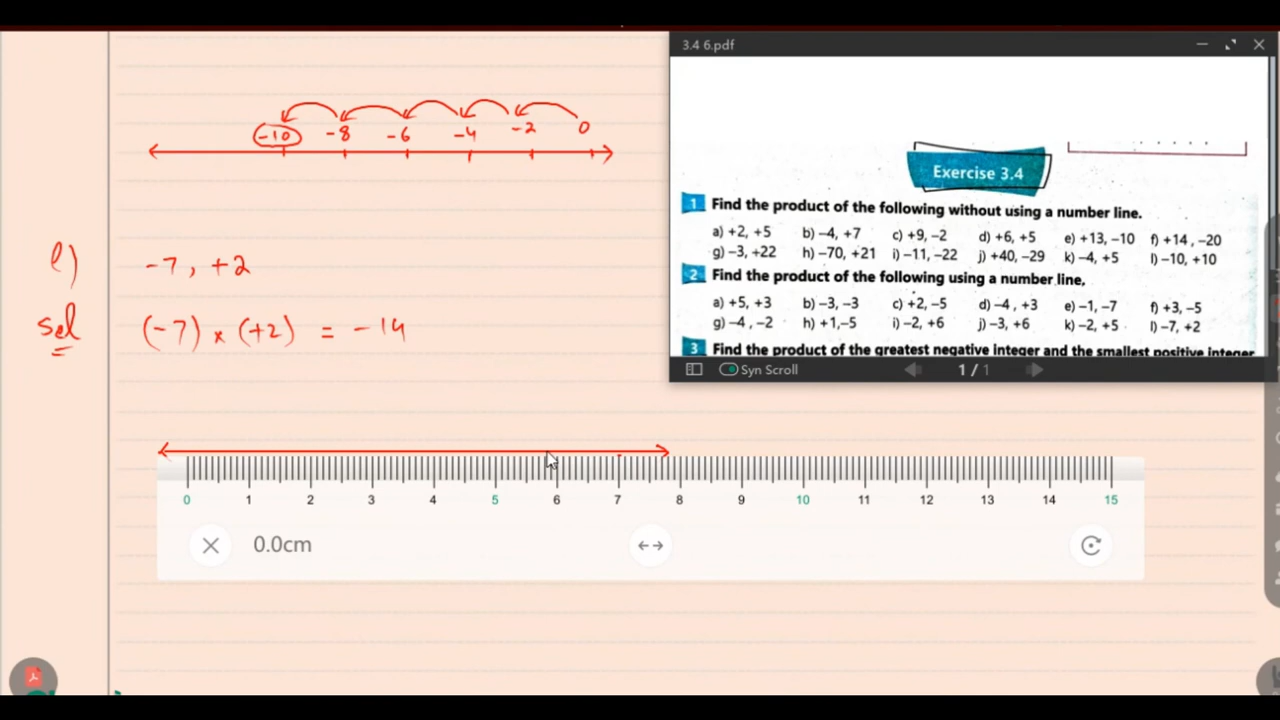 -10 -8 -6 -4 -2 0
l) -7, +2
sol (-7) × (+2) = -14
3.4 6.pdf
Exercise 3.4
1 Find the product of the following without using a number line.
a) +2, +5 b) -4, +7 c) +9, -2 d) +6, +5 e) +13, -10 f) +14, -20
g) -3, +22 h) -70, +21 i) -11, -22 j) +40, -29 k) -4, +5 l) -10, +10
2 Find the product of the following using a number line,
a) +5, +3 b) -3, -3 c) +2, -5 d) -4, +3 e) -1, -7 f) +3, -5
g) -4, -2 h) +1,-5 i) -2, +6 j) -3, +6 k) -2, +5 l) -7, +2
3 Find the product of the greatest negative integer and the smallest positive integer
Syn Scroll 1 / 1
0 1 2 3 4 5 6 7 8 9 10 11 12 13 14 15
0.0cm